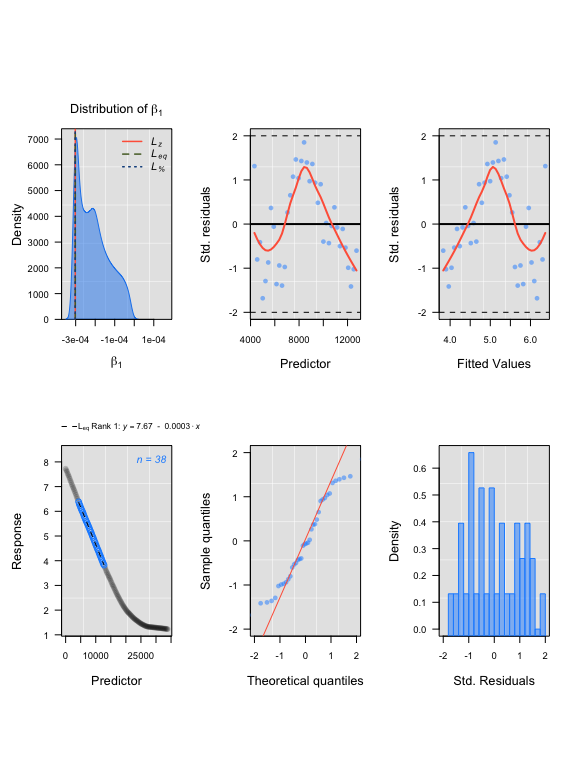 Distribution of β1
Density
7000
6000
5000
4000
3000
2000
1000
0
Lz
Leq
L%
-3e-04 -1e-04 1e-04
β1
Std. residuals
2
1
0
-1
-2
4000 8000 12000
Predictor
Std. residuals
2
1
0
-1
-2
4.0 5.0 6.0
Fitted Values
Leq Rank 1: y = 7.67 - 0.0003 · x
n = 38
Response
8
7
6
5
4
3
2
1
0 10000 25000
Predictor
Sample quantiles
2
1
0
-1
-2
-2 -1 0 1 2
Theoretical quantiles
Density
0.6
0.5
0.4
0.3
0.2
0.1
0.0
-2 -1 0 1 2
Std. Residuals